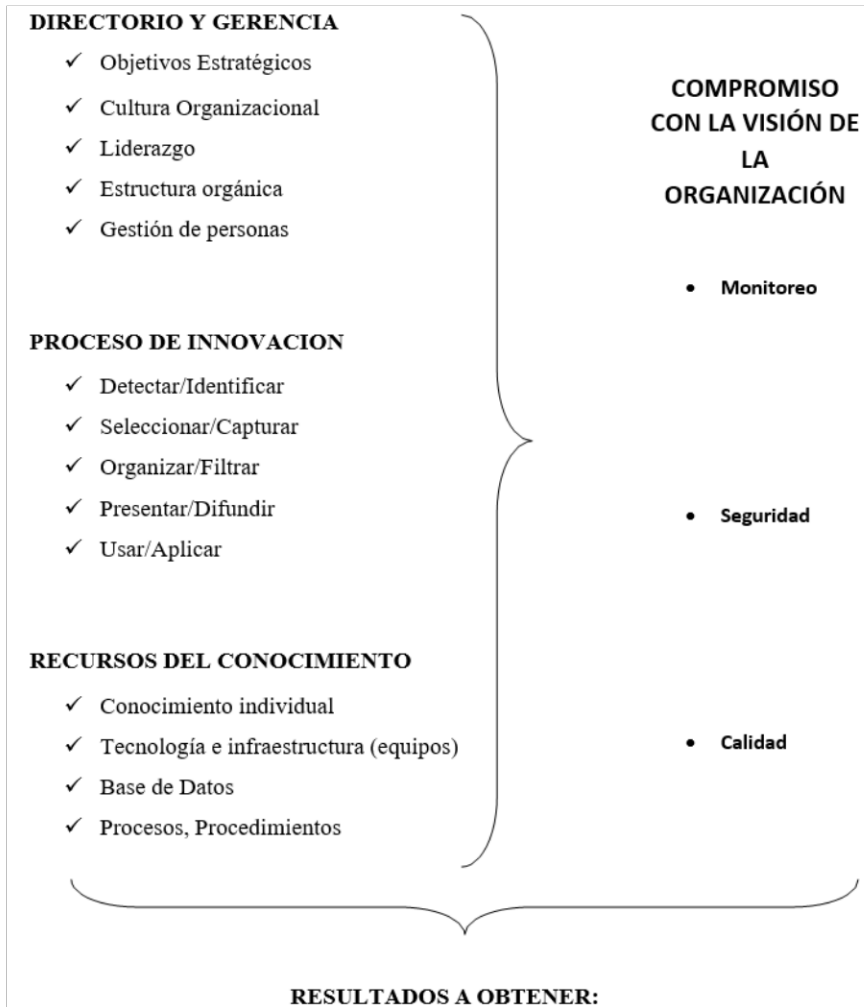 DIRECTORIO Y GERENCIA
✓ Objetivos Estratégicos
✓ Cultura Organizacional
✓ Liderazgo
✓ Estructura orgánica
✓ Gestión de personas
PROCESO DE INNOVACION
✓ Detectar/Identificar
✓ Seleccionar/Capturar
✓ Organizar/Filtrar
✓ Presentar/Difundir
✓ Usar/Aplicar
RECURSOS DEL CONOCIMIENTO
✓ Conocimiento individual
✓ Tecnología e infraestructura (equipos)
✓ Base de Datos
✓ Procesos, Procedimientos
COMPROMISO
CON LA VISIÓN DE
LA
ORGANIZACIÓN
• Monitoreo
• Seguridad
• Calidad
RESULTADOS A OBTENER: